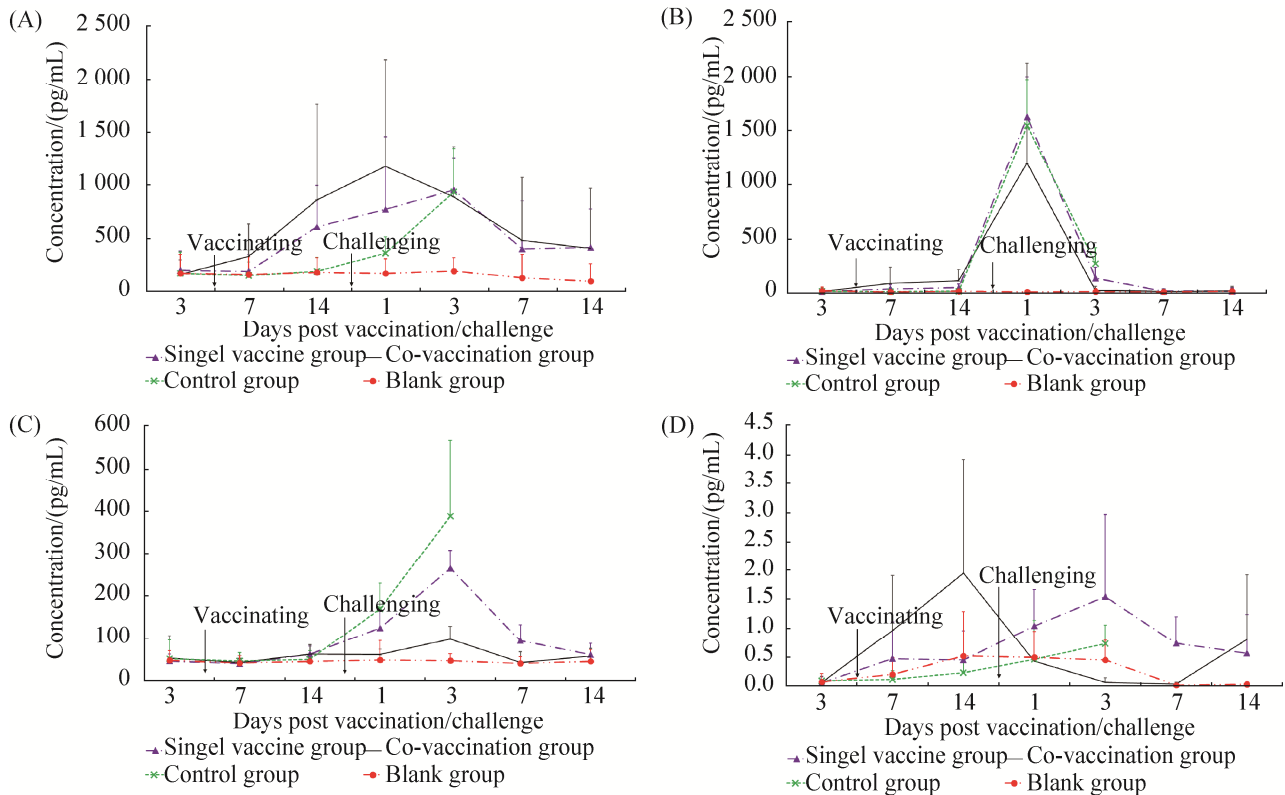 (A)
Concentration/(pg/mL)
2 500
2 000
1 500
1 000
500
0
Vaccinating
Challenging
3 7 14 1 3 7 14
Days post vaccination/challenge
Singel vaccine group Co-vaccination group
Control group Blank group
(B)
Concentration/(pg/mL)
2 500
2 000
1 500
1 000
500
0
Vaccinating
Challenging
3 7 14 1 3 7 14
Days post vaccination/challenge
Singel vaccine group Co-vaccination group
Control group Blank group
(C)
Concentration/(pg/mL)
600
500
400
300
200
100
0
Vaccinating
Challenging
3 7 14 1 3 7 14
Days post vaccination/challenge
Singel vaccine group Co-vaccination group
Control group Blank group
(D)
Concentration/(pg/mL)
4.5
4.0
3.5
3.0
2.5
2.0
1.5
1.0
0.5
0.0
Challenging
Vaccinating
3 7 14 1 3 7 14
Days post vaccination/challenge
Singel vaccine group Co-vaccination group
Control group Blank group